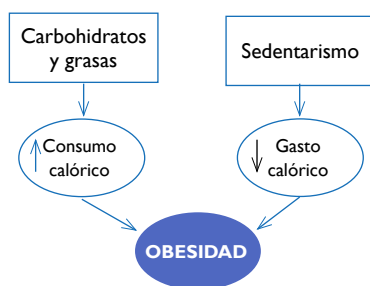 Carbohidratos
y grasas
Sedentarismo
Consumo
calórico
Gasto
calórico
OBESIDAD